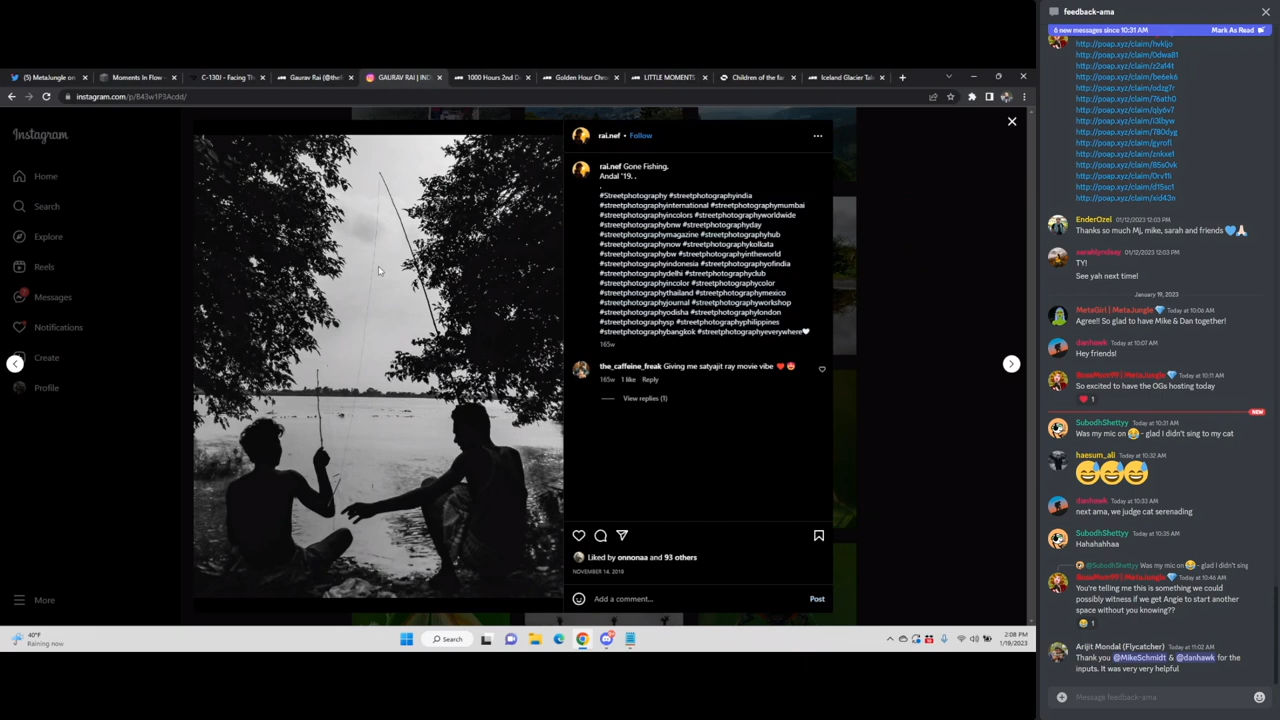 (5) MetaJungle on
Moments In Flow -
C-130J - Facing Th
Gaurav Rai (@the
GAURAV RAI | IND
1000 Hours 2nd D
Golden Hour Chro
LITTLE MOMENTS
Children of the fa
Iceland Glacier Tal
instagram.com/p/B43w1P3Acdd/
Instagram
Home
Search
Explore
Reels
Messages
Notifications
Create
Profile
More
rai.nef • Follow
rai.nef Gone Fishing.
Andal '19. .
.
#Streetphotography #streetphotographyindia
#streetphotographyinternational #streetphotographymumbai
#streetphotographyincolors #streetphotographyworldwide
#streetphotographybnw #streetphotographyday
#streetphotographymagazine #streetphotographyhub
#streetphotographynow #streetphotographykolkata
#streetphotographybw #streetphotographyintheworld
#streetphotographyindonesia #streetphotographyofindia
#streetphotographydelhi #streetphotographyclub
#streetphotographyincolor #streetphotographycolor
#streetphotographythailand #streetphotographymexico
#streetphotographyjournal #streetphotographyworkshop
#streetphotographyodisha #streetphotographylondon
#streetphotographysp #streetphotographyphilippines
#streetphotographybangkok #streetphotographyeverywhere🤍
165w
the_caffeine_freak Giving me satyajit ray movie vibe ❤️ 😍
165w 1 like Reply
View replies (1)
Liked by onnonaa and 93 others
NOVEMBER 14, 2019
Add a comment...
Post
40°F
Raining now
Search
2:08 PM
1/19/2023
feedback-ama
6 new messages since 10:31 AM
Mark As Read
http://poap.xyz/claim/hvkljo
http://poap.xyz/claim/0dwa81
http://poap.xyz/claim/z2a14t
http://poap.xyz/claim/be6ek6
http://poap.xyz/claim/odzg7r
http://poap.xyz/claim/76ath0
http://poap.xyz/claim/qiy6v7
http://poap.xyz/claim/i3lbyw
http://poap.xyz/claim/780dyg
http://poap.xyz/claim/gyrofl
http://poap.xyz/claim/znkxe1
http://poap.xyz/claim/85s0vk
http://poap.xyz/claim/0rv11i
http://poap.xyz/claim/d15sc1
http://poap.xyz/claim/xid43n
EnderOzel 01/12/2023 12:03 PM
Thanks so much Mj, mike, sarah and friends 💙🙏🏻
01/12/2023 12:03 PM
TY!
See yah next time!
January 19, 2023
MetaGirl | MetaJungle 💎 Today at 10:06 AM
Agree!! So glad to have Mike & Dan together!
danhawk Today at 10:07 AM
Hey friends!
| MetaJungle 💎 Today at 10:11 AM
So excited to have the OGs hosting today
❤️ 1
NEW
SubodhShettyy Today at 10:31 AM
Was my mic on 😂 - glad I didn't sing to my cat
haesum_ali Today at 10:32 AM
😅😅😅
danhawk Today at 10:33 AM
next ama, we judge cat serenading
SubodhShettyy Today at 10:35 AM
Hahahahhaa
@SubodhShettyy Was my mic on 😂 - glad I didn't sing
| MetaJungle 💎 Today at 10:46 AM
You're telling me this is something we could
possibly witness if we get Angie to start another
space without you knowing??
😂 1
Arijit Mondal (Flycatcher) Today at 11:02 AM
Thank you @MikeSchmidt & @danhawk for the
inputs. It was very very helpful
Message feedback-ama